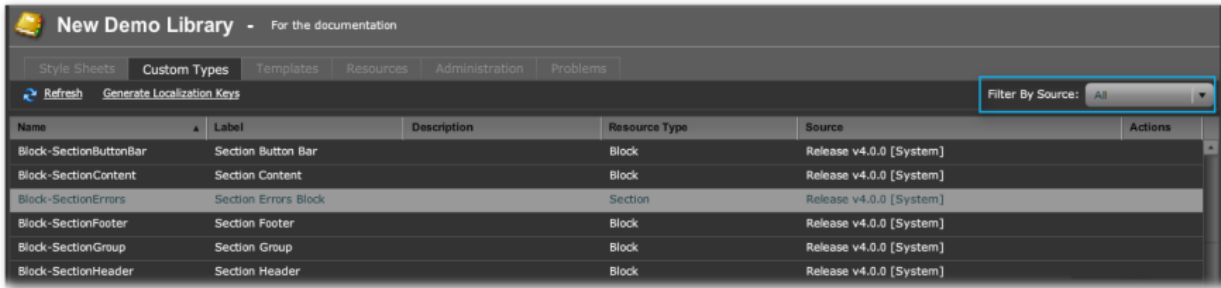 New Demo Library - For the documentation
Style Sheets Custom Types Templates Resources Administration Problems
Refresh Generate Localization Keys Filter By Source: All
Name Label Description Resource Type Source Actions
Block-SectionButtonBar Section Button Bar Block Release v4.0.0 [System]
Block-SectionContent Section Content Block Release v4.0.0 [System]
Block-SectionErrors Section Errors Block Section Release v4.0.0 [System]
Block-SectionFooter Section Footer Block Release v4.0.0 [System]
Block-SectionGroup Section Group Block Release v4.0.0 [System]
Block-SectionHeader Section Header Block Release v4.0.0 [System]